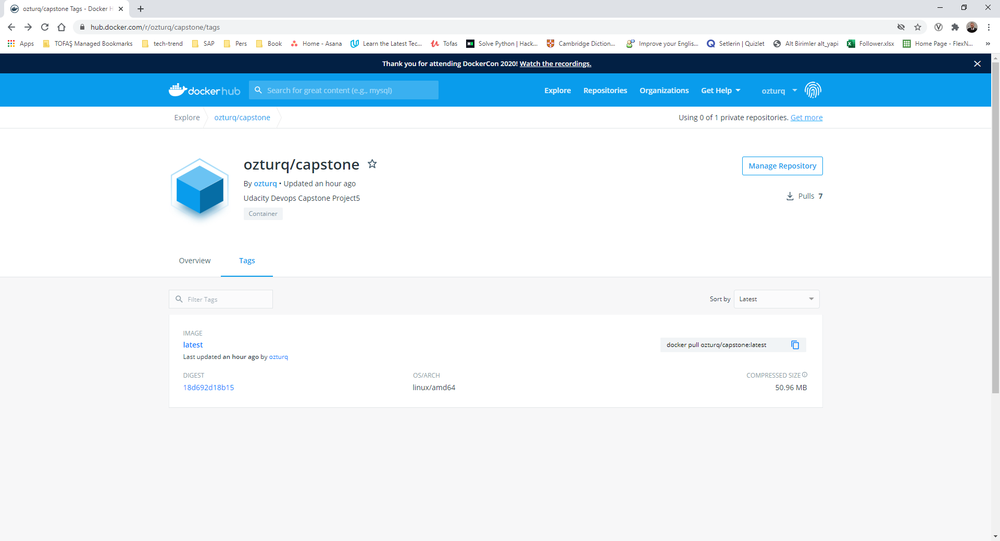 ozturq/capstone Tags - Docker H
hub.docker.com/r/ozturq/capstone/tags
Apps TOFAŞ Managed Bookmarks tech-trend SAP Pers Book Home - Asana Learn the Latest Tec... Tofas Solve Python | Hack... Cambridge Diction... Improve your Englis... Setlerin | Quizlet Alt Birimler alt_yapi Follower.xlsx Home Page - FlexN... »
Thank you for attending DockerCon 2020! Watch the recordings.
docker hub Search for great content (e.g., mysql) Explore Repositories Organizations Get Help ozturq
Explore ozturq/capstone Using 0 of 1 private repositories. Get more
ozturq/capstone Manage Repository
By ozturq • Updated an hour ago
Udacity Devops Capstone Project5 Pulls 7
Container
Overview Tags
Filter Tags Sort by Latest
IMAGE
latest docker pull ozturq/capstone:latest
Last updated an hour ago by ozturq
DIGEST OS/ARCH COMPRESSED SIZE
18d692d18b15 linux/amd64 50.96 MB